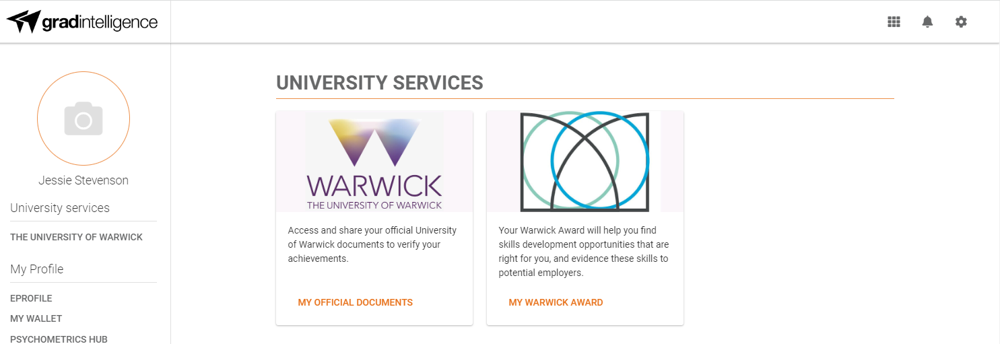 gradintelligence
Jessie Stevenson
University services
THE UNIVERSITY OF WARWICK
My Profile
EPROFILE
MY WALLET
PSYCHOMETRICS HUB
UNIVERSITY SERVICES
WARWICK
THE UNIVERSITY OF WARWICK
Access and share your official University
of Warwick documents to verify your
achievements.
MY OFFICIAL DOCUMENTS
Your Warwick Award will help you find
skills development opportunities that are
right for you, and evidence these skills to
potential employers.
MY WARWICK AWARD